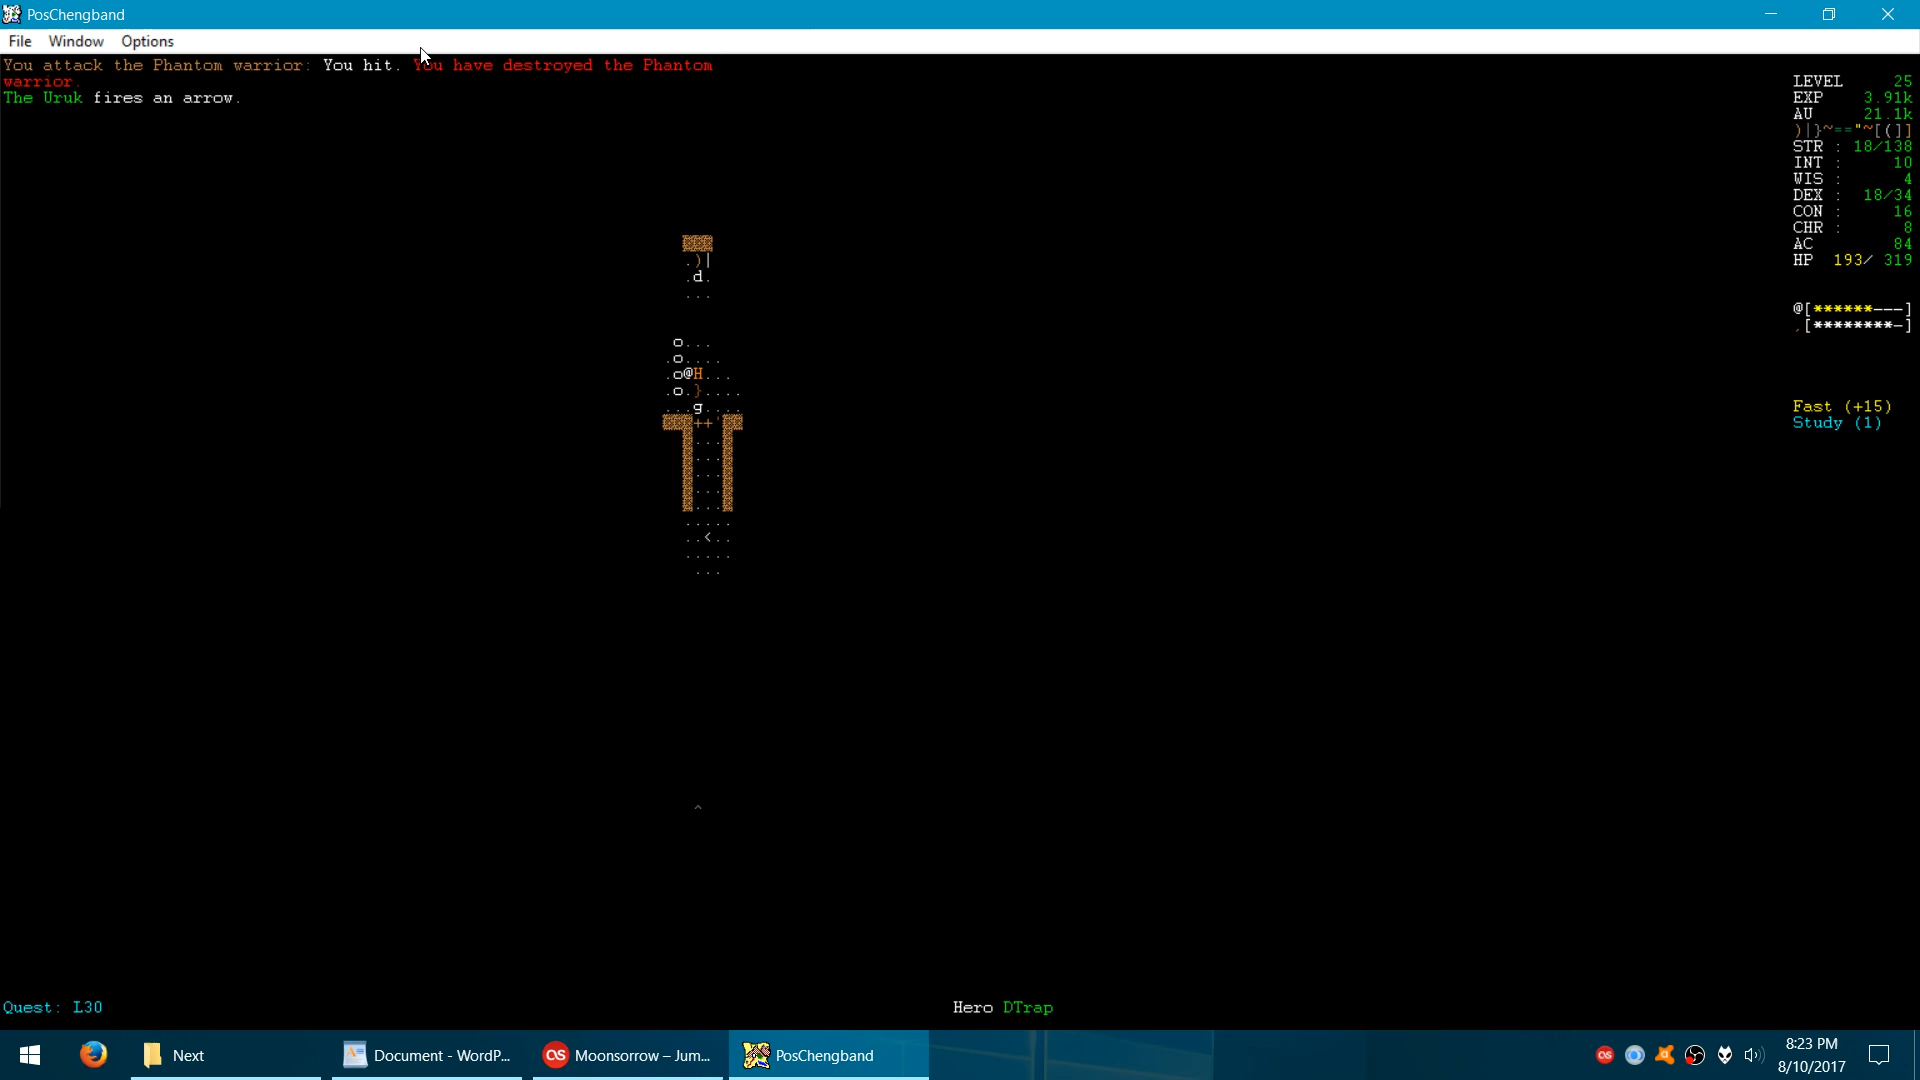 PosChengband
File Window Options
You attack the Phantom warrior: You hit. You have destroyed the Phantom
warrior.
The Uruk fires an arrow.
LEVEL 25
EXP 3.91k
AU 21.1k
)|}~=="~[(]]
STR : 18/138
INT : 10
WIS : 4
DEX : 18/34
CON : 16
CHR : 8
AC 84
HP 193/ 319
@[******---]
,[********-]
Fast (+15)
Study (1)
.)|
.d.
...
o...
.o....
.o@H...
.o.}....
...g....
++'
...
...
...
...
...
.....
..<..
.....
...
^
Quest: L30
Hero DTrap
Next
Document - WordP...
Moonsorrow – Jum...
PosChengband
8:23 PM
8/10/2017